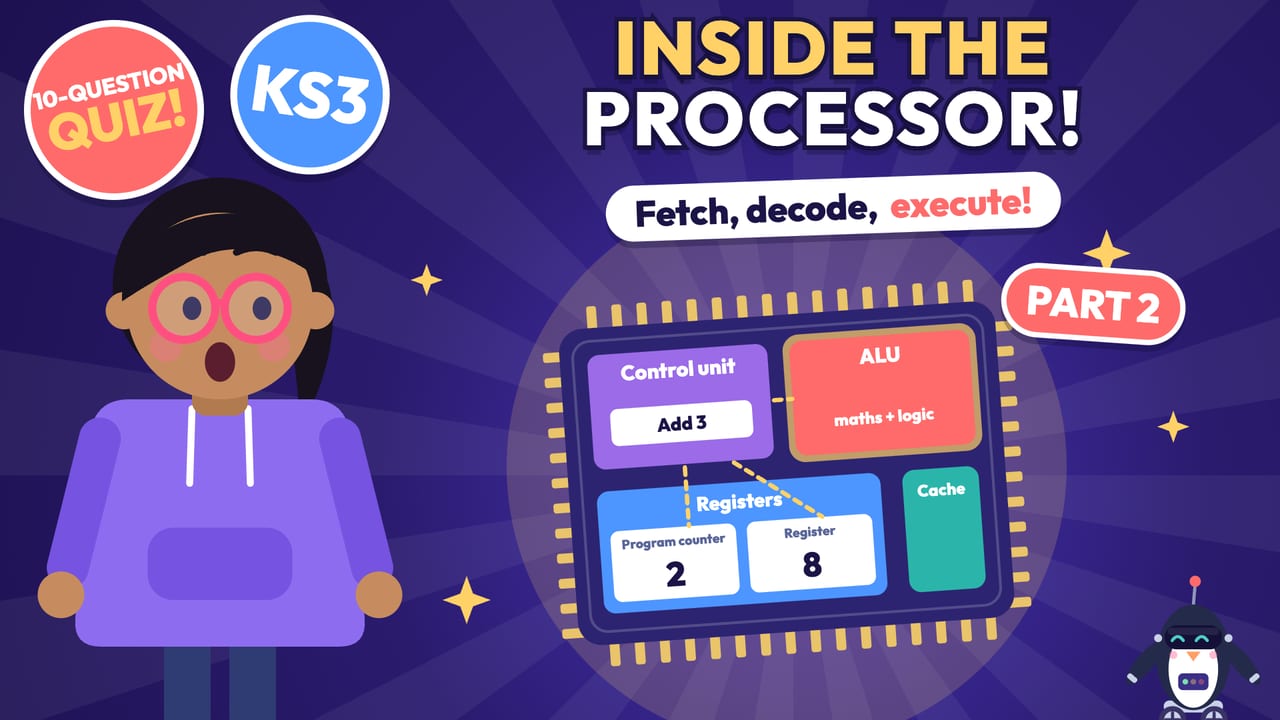 10-QUESTION
QUIZ!
KS3
INSIDE THE
PROCESSOR!
Fetch, decode, execute!
PART 2
Control unit
Add 3
ALU
maths + logic
Registers
Program counter
2
Register
8
Cache